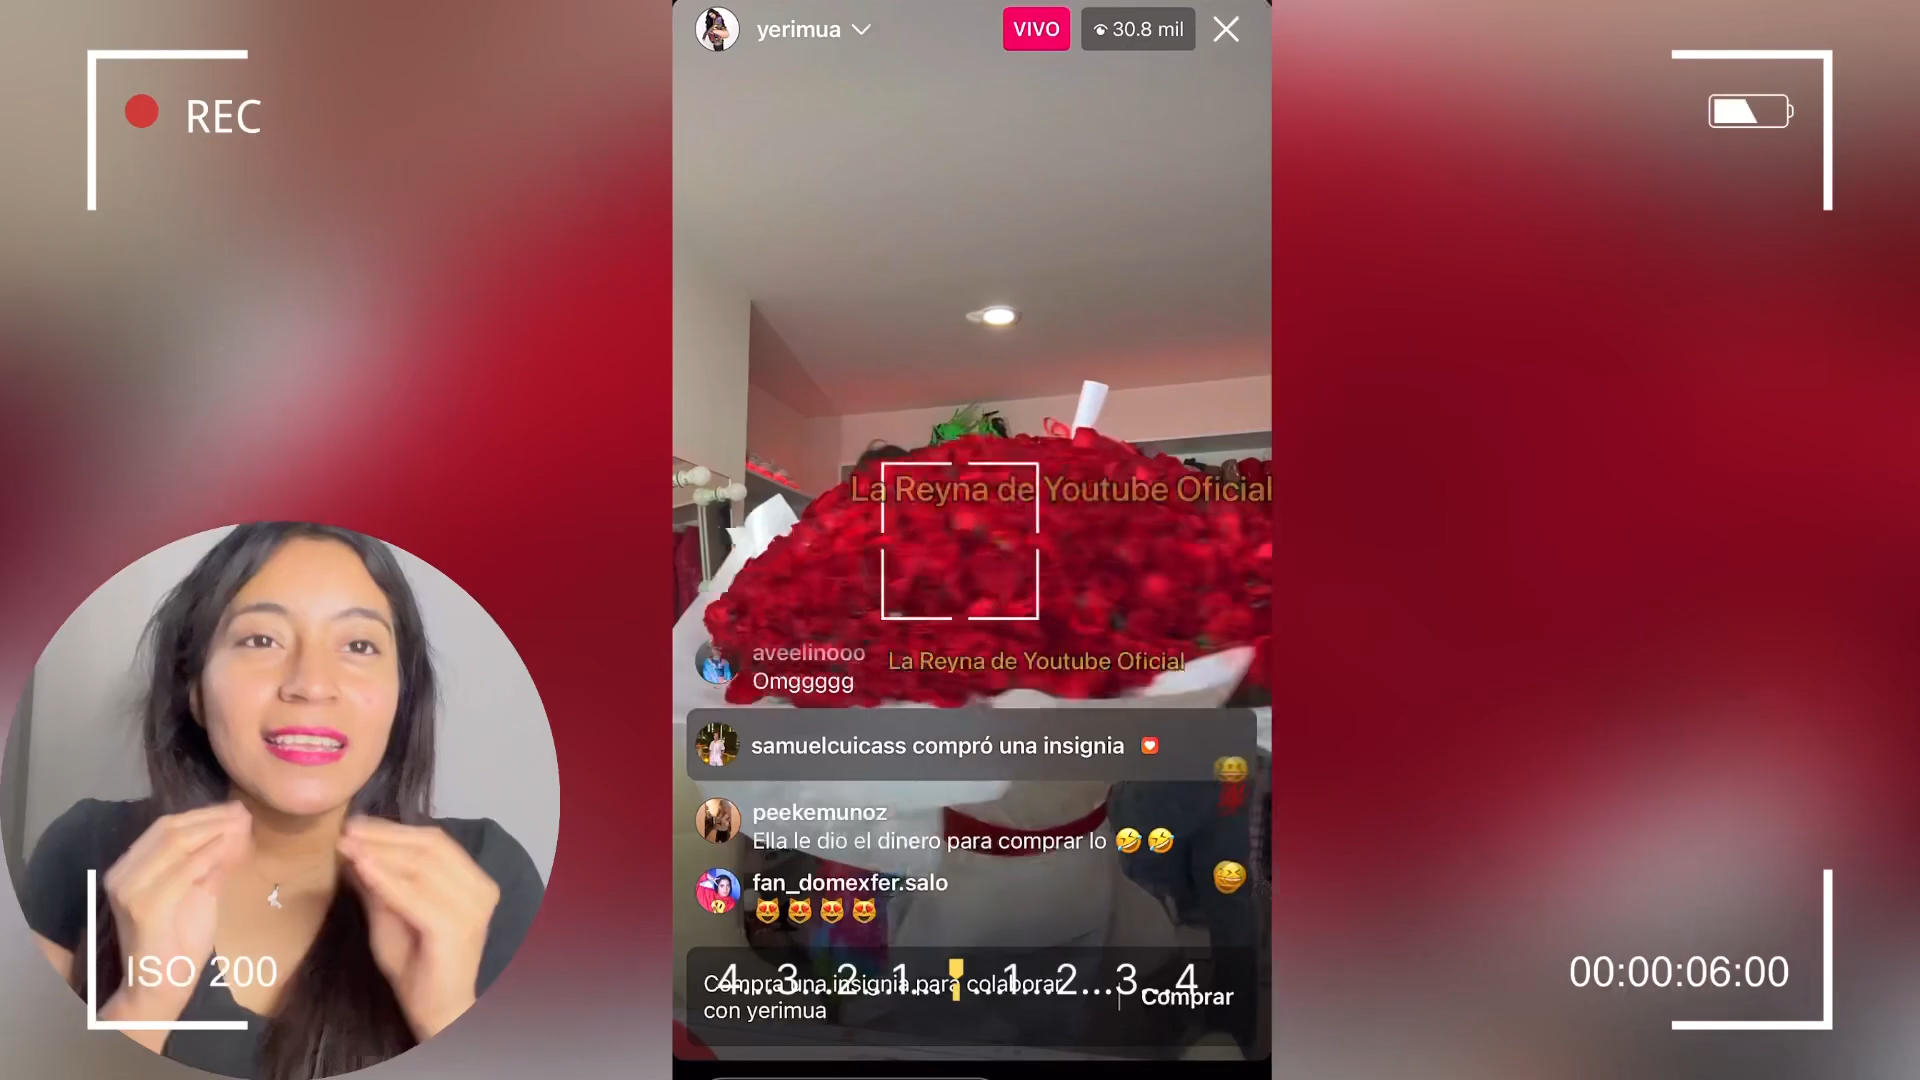 yerimua
VIVO
30.8 mil
REC
La Reyna de Youtube Oficial
aveelinooo
La Reyna de Youtube Oficial
Omggggg
samuelcuicass compró una insignia
peekemunoz
Ella le dio el dinero para comprar lo 🤣🤣
fan_domexfer.salo
😻😻😻😻
ISO 200
4...3...2...1... ...1...2...3...4
Compra una insignia para colaborar
con yerimua
Comprar
00:00:06:00